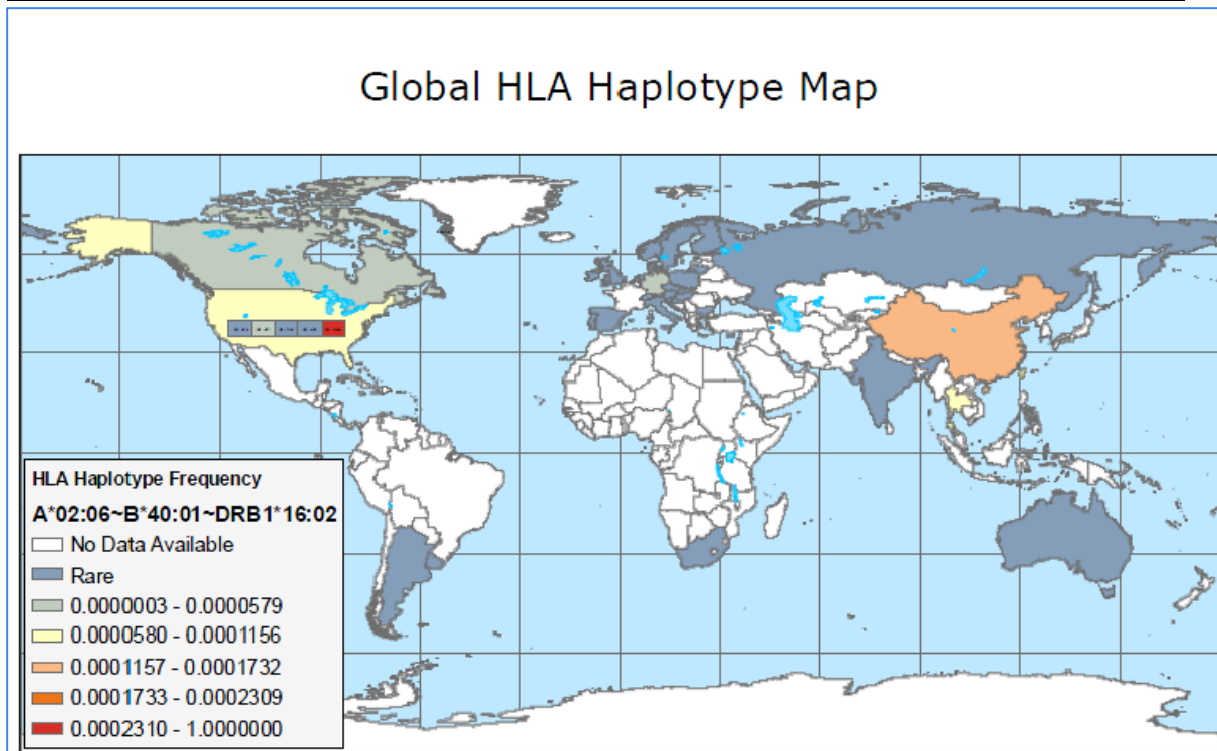 Global HLA Haplotype Map
HLA Haplotype Frequency
A*02:06~B*40:01~DRB1*16:02
No Data Available
Rare
0.0000003 - 0.0000579
0.0000580 - 0.0001156
0.0001157 - 0.0001732
0.0001733 - 0.0002309
0.0002310 - 1.0000000